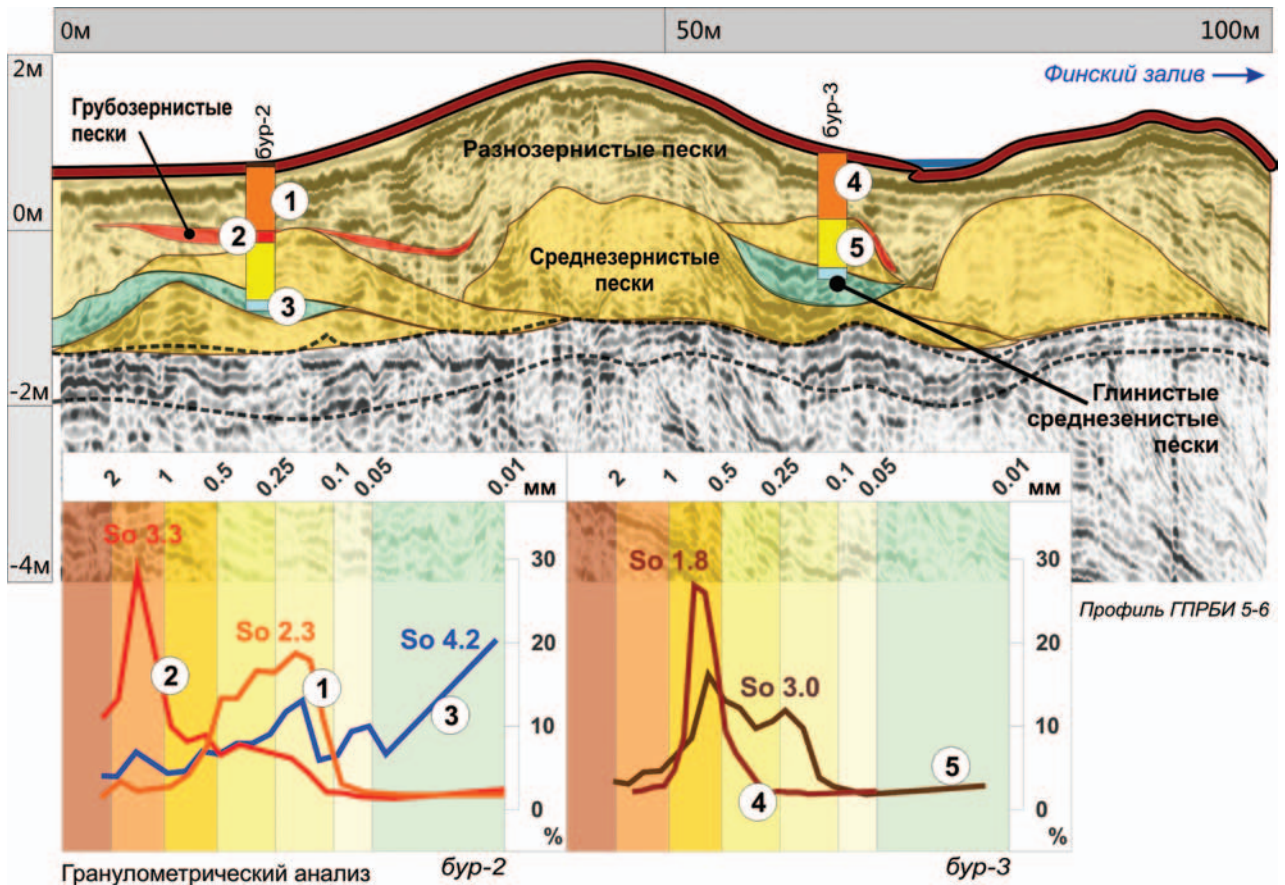 0м
50м
100м
2м
Финский залив
Грубозернистые
пески
бур-2
бур-3
Разнозернистые пески
1
4
0м
2
5
Среднезернистые
пески
3
-2м
Глинистые
среднезенистые
пески
2
1
0.5
0.25
0.1
0.05
0.01
мм
2
1
0.5
0.25
0.1
0.05
0.01
мм
-4м
So 3.3
30
So 1.8
30
Профиль ГПРБИ 5-6
So 2.3
So 4.2
20
20
2
1
3
So 3.0
10
10
4
5
0
0
%
%
Гранулометрический анализ
бур-2
бур-3